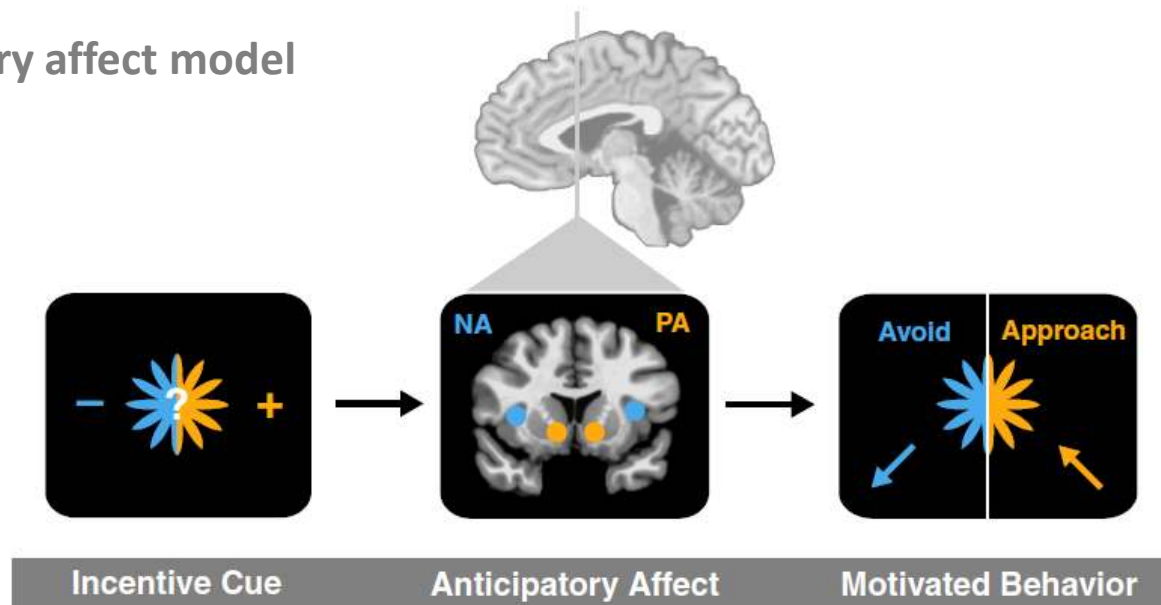 ry affect model
NA PA
Avoid Approach
− ? +
Incentive Cue Anticipatory Affect Motivated Behavior